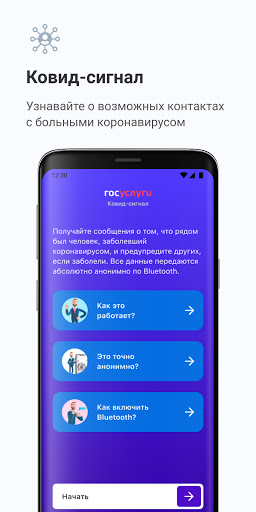 Ковид-сигнал
Узнавайте о возможных контактах
с больными коронавирусом
12:30
госуслуги
Ковид-сигнал
Получайте сообщения о том, что рядом
был человек, заболевший
коронавирусом, и предупредите других,
если заболели. Все данные передаются
абсолютно анонимно по Bluetooth.
Как это
работает?
Это точно
анонимно?
Как включить
Bluetooth?
Начать